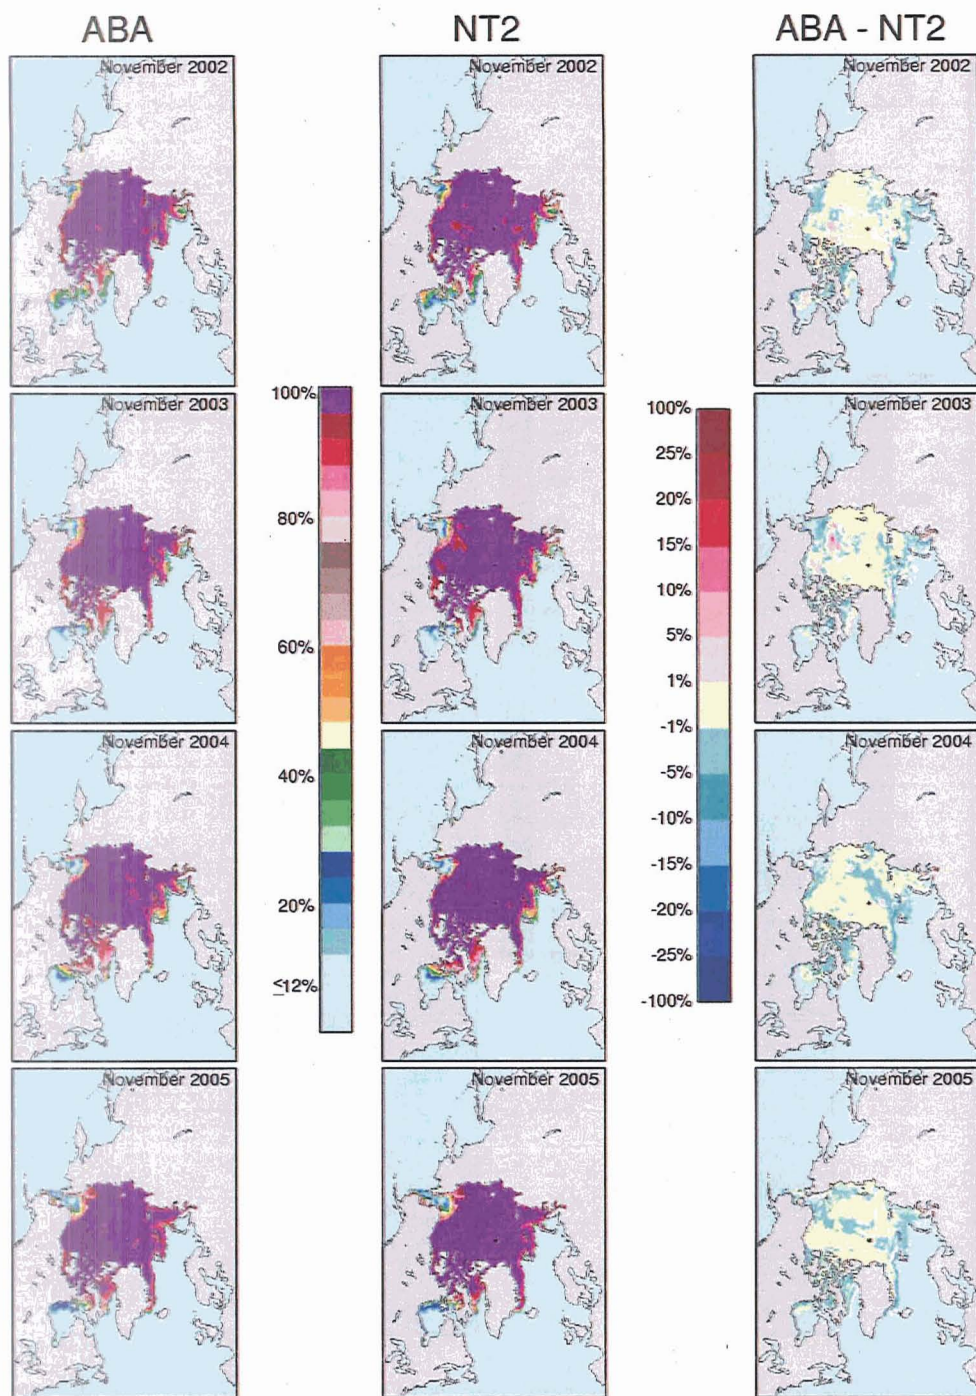 ABA
NT2
ABA - NT2
November 2002
November 2002
November 2002
November 2003
November 2003
November 2003
100%
80%
60%
40%
20%
≤12%
100%
25%
20%
15%
10%
5%
1%
-1%
-5%
-10%
-15%
-20%
-25%
-100%
November 2004
November 2004
November 2004
November 2005
November 2005
November 2005